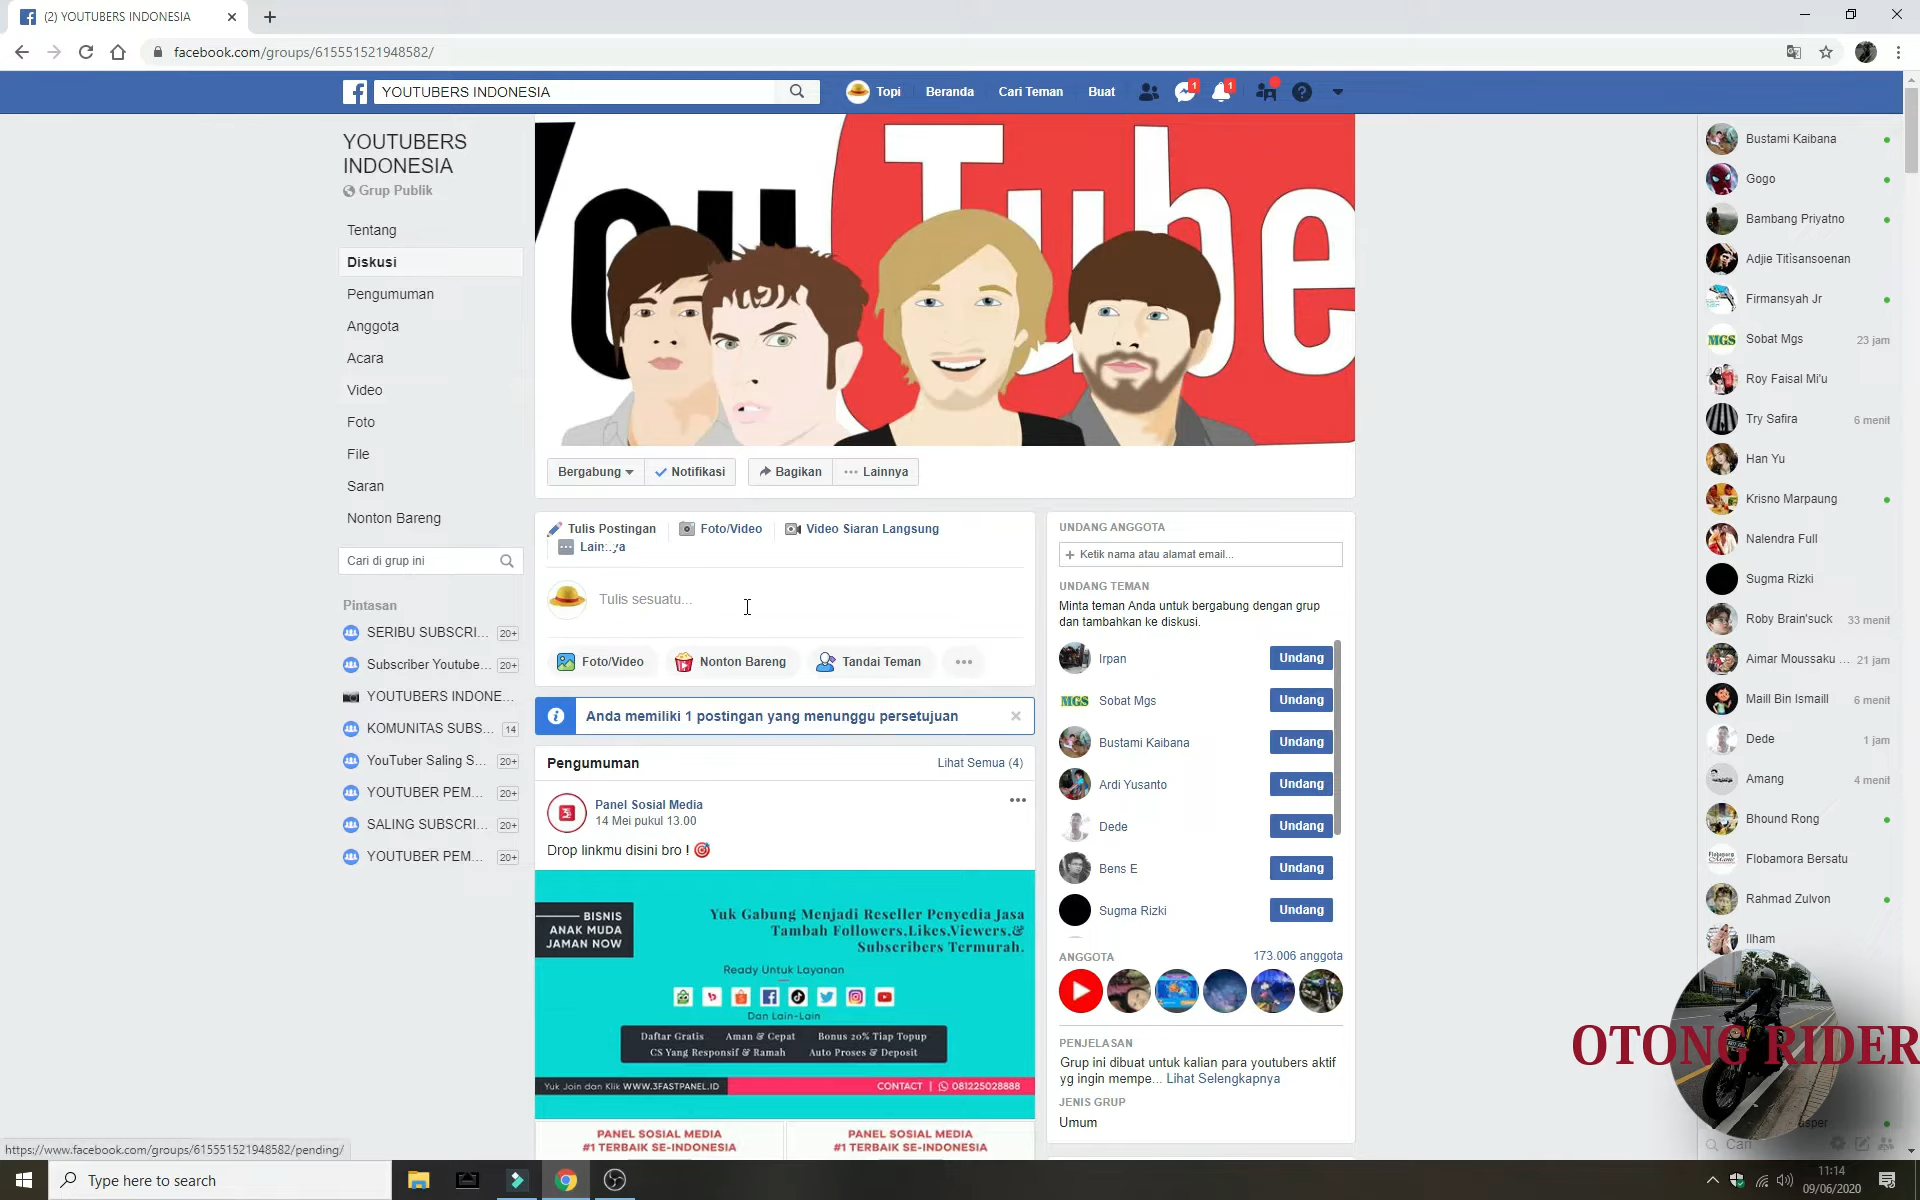 (2) YOUTUBERS INDONESIA
facebook.com/groups/615551521948582/
YOUTUBERS INDONESIA
Topi
Beranda
Cari Teman
Buat
1
1
YOUTUBERS
INDONESIA
Grup Publik
Tentang
Diskusi
Pengumuman
Anggota
Acara
Video
Foto
File
Saran
Nonton Bareng
Cari di grup ini
Pintasan
SERIBU SUBSCRI... 20+
Subscriber Youtube... 20+
YOUTUBERS INDONE...
KOMUNITAS SUBS... 14
YouTuber Saling S... 20+
YOUTUBER PEM... 20+
SALING SUBSCRI... 20+
YOUTUBER PEM... 20+
You Tube
Bergabung
Notifikasi
Bagikan
Lainnya
Tulis Postingan
Foto/Video
Video Siaran Langsung
Lainnya
Tulis sesuatu...
Foto/Video
Nonton Bareng
Tandai Teman
Anda memiliki 1 postingan yang menunggu persetujuan
Pengumuman
Lihat Semua (4)
Panel Sosial Media
14 Mei pukul 13.00
Drop linkmu disini bro !
BISNIS
ANAK MUDA
JAMAN NOW
Yuk Gabung Menjadi Reseller Penyedia Jasa
Tambah Followers,Likes,Viewers,&
Subscribers Termurah.
Ready Untuk Layanan
Dan Lain-Lain
Daftar Gratis Aman & Cepat Bonus 20% Tiap Topup
CS Yang Responsif & Ramah Auto Proses & Deposit
Yuk Join dan Klik WWW.3FASTPANEL.ID
CONTACT | 081225028888
PANEL SOSIAL MEDIA
#1 TERBAIK SE-INDONESIA
PANEL SOSIAL MEDIA
#1 TERBAIK SE-INDONESIA
UNDANG ANGGOTA
+ Ketik nama atau alamat email...
UNDANG TEMAN
Minta teman Anda untuk bergabung dengan grup
dan tambahkan ke diskusi.
Irpan Undang
MGS Sobat Mgs Undang
Bustami Kaibana Undang
Ardi Yusanto Undang
Dede Undang
Bens E Undang
Sugma Rizki Undang
ANGGOTA
173.006 anggota
PENJELASAN
Grup ini dibuat untuk kalian para youtubers aktif
yg ingin mempe... Lihat Selengkapnya
JENIS GRUP
Umum
Bustami Kaibana
Gogo
Bambang Priyatno
Adjie Titisansoenan
Firmansyah Jr
MGS Sobat Mgs 23 jam
Roy Faisal Mi'u
Try Safira 6 menit
Han Yu
Krisno Marpaung
Nalendra Full
Sugma Rizki
Roby Brain'suck 33 menit
Aimar Moussaku ... 21 jam
Maill Bin Ismaill 6 menit
Dede 1 jam
Amang 4 menit
Bhound Rong
Flobamora Bersatu
Rahmad Zulvon
Ilham
OTONG RIDER
Cari
https://www.facebook.com/groups/615551521948582/pending/
Type here to search
11:14
09/06/2020